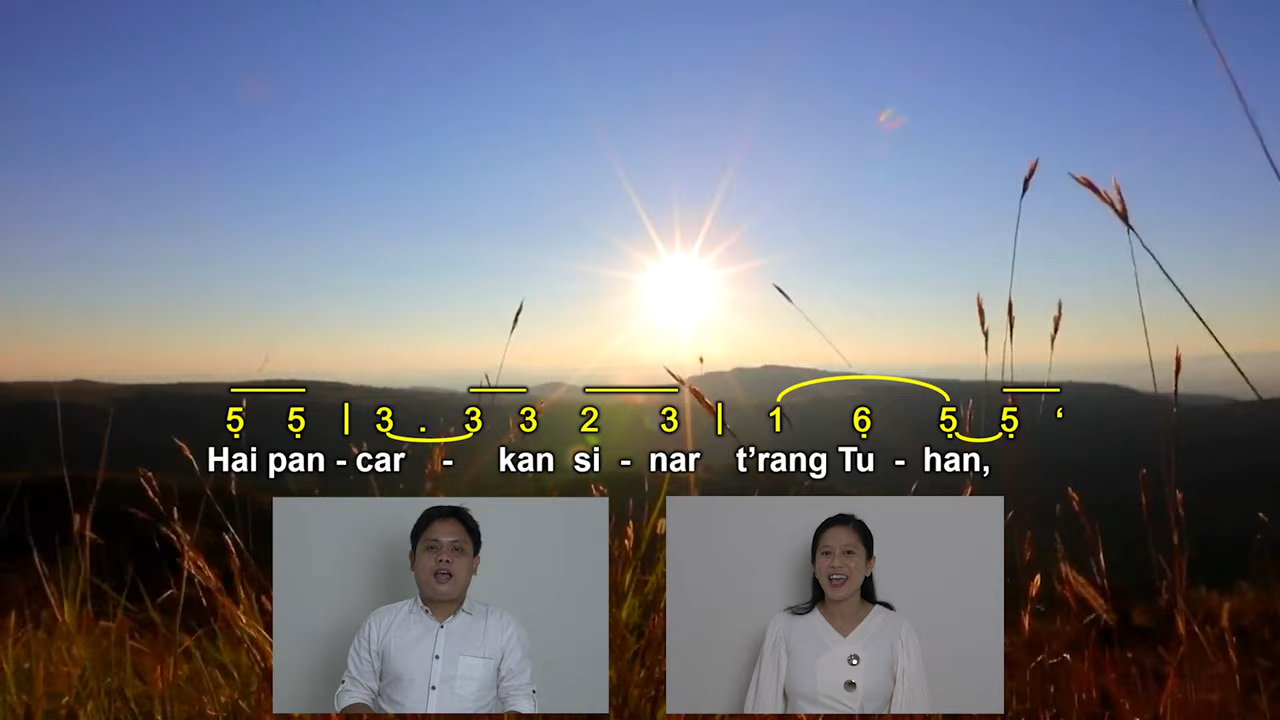 5̣ 5̣ | 3 . 3 3 2 3 | 1 6̣ 5̣ 5̣ ‘
Hai pan - car - kan si - nar t’rang Tu - han,